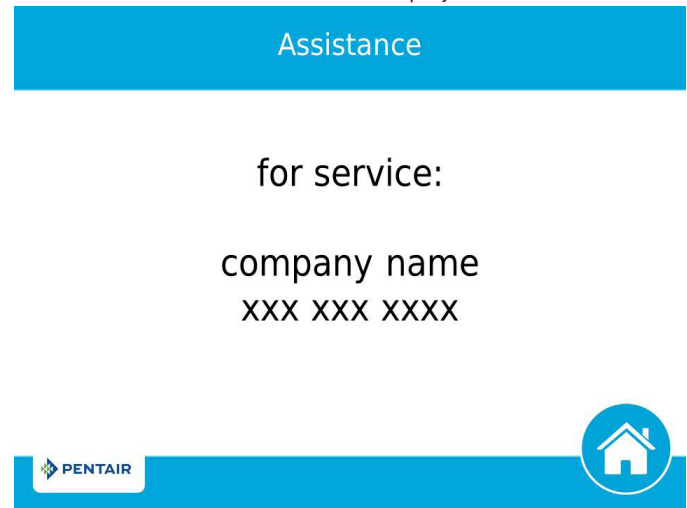 Assistance
for service:
company name
xxx xxx xxxx
PENTAIR